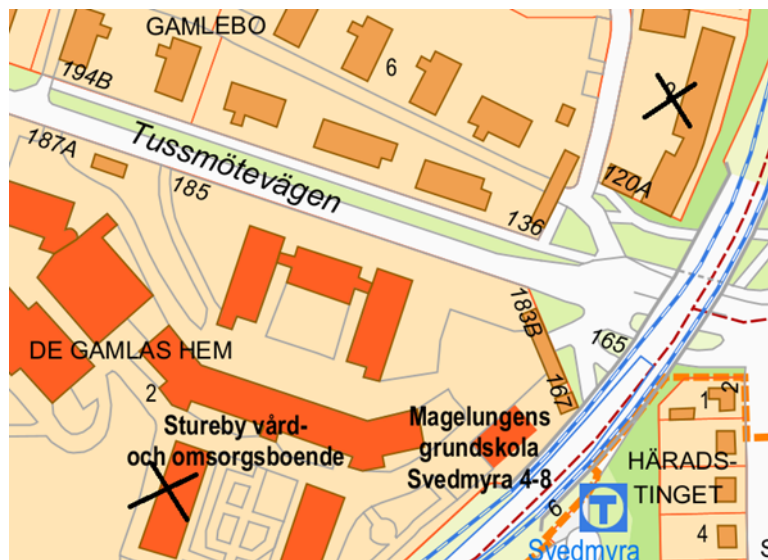 GAMLEBO
6
194B
187A
Tussmötevägen
185
120A
136
183B
165
167
DE GAMLAS HEM
2
Stureby vård-
och omsorgsboende
Magelungens
grundskola
Svedmyra 4-8
1
2
HÄRADS-
TINGET
6
T
4
Svedmyra